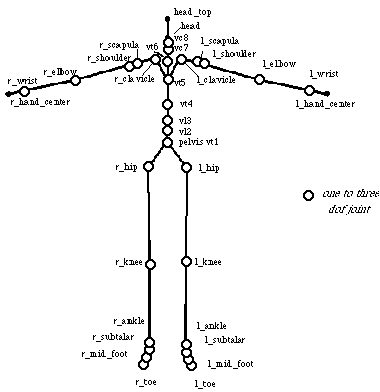 head_top
head
vc8
vc7
r_scapula
vt6
l_scapula
r_shoulder
l_shoulder
r_elbow
l_elbow
r_clavicle
l_clavicle
r_wrist
vt5
l_wrist
r_hand_center
l_hand_center
vt4
vl3
vl2
pelvis vt1
r_hip
l_hip
one to three
dof joint
r_knee
l_knee
r_ankle
l_ankle
r_subtalar
l_subtalar
r_mid_foot
l_mid_foot
r_toe
l_toe